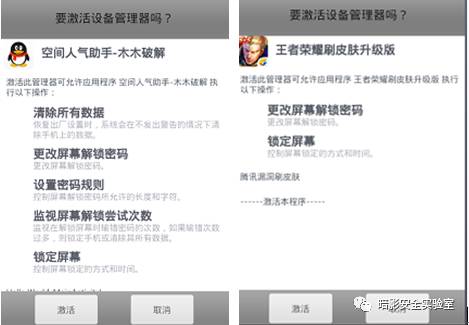 要激活设备管理器吗？
空间人气助手-木木破解
激活此管理器可允许应用程序 空间人气助手-木木破解 执
行以下操作：
清除所有数据
恢复出厂设置时，系统会在不发出警告的情况下清
除手机上的数据。
更改屏幕解锁密码
更改屏幕解锁密码。
设置密码规则
控制屏幕解锁密码所允许的长度和字符。
监视屏幕解锁尝试次数
监视在解锁屏幕时输错密码的次数，如果输错次数
过多，则锁定手机或清除其所有数据。
锁定屏幕
控制屏幕锁定的方式和时间。
激活
取消
要激活设备管理器吗？
王者荣耀刷皮肤升级版
激活此管理器可允许应用程序 王者荣耀刷皮肤升级版 执行
以下操作：
更改屏幕解锁密码
更改屏幕解锁密码。
锁定屏幕
控制屏幕锁定的方式和时间。
腾讯漏洞刷皮肤
------激活本程序-----
激活
取消
暗影安全实验室